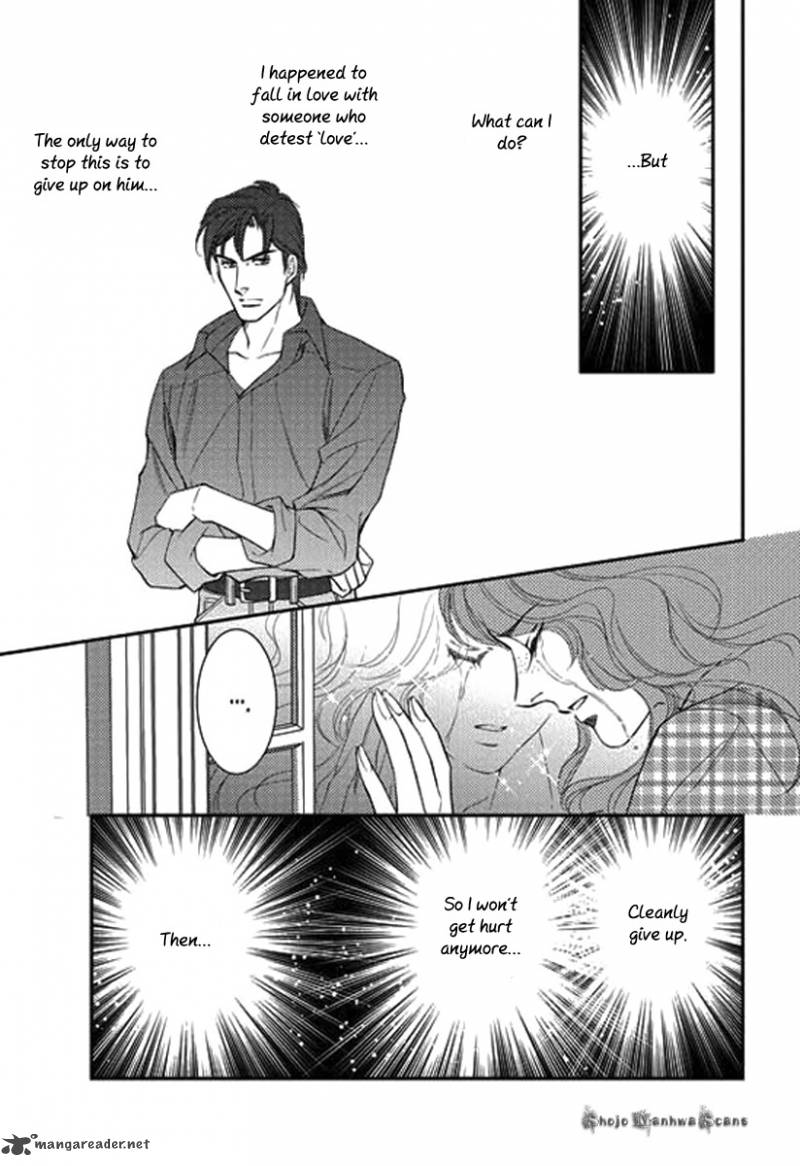 ...But
What can I
do?
I happened to
fall in love with
someone who
detest 'love'...
The only way to
stop this is to
give up on him...
....
Cleanly
give up.
So I won't
get hurt
anymore...
Then...
Shojo Manhwa Scans
mangareader.net